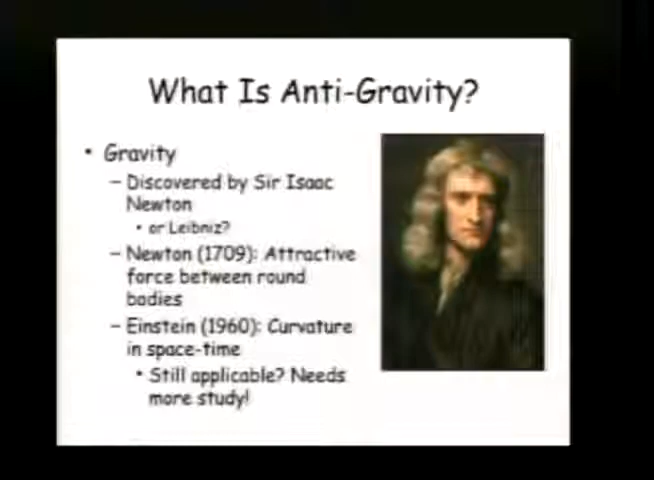 What Is Anti-Gravity?
• Gravity
– Discovered by Sir Isaac
Newton
• or Leibniz?
– Newton (1709): Attractive
force between round
bodies
– Einstein (1960): Curvature
in space-time
• Still applicable? Needs
more study!